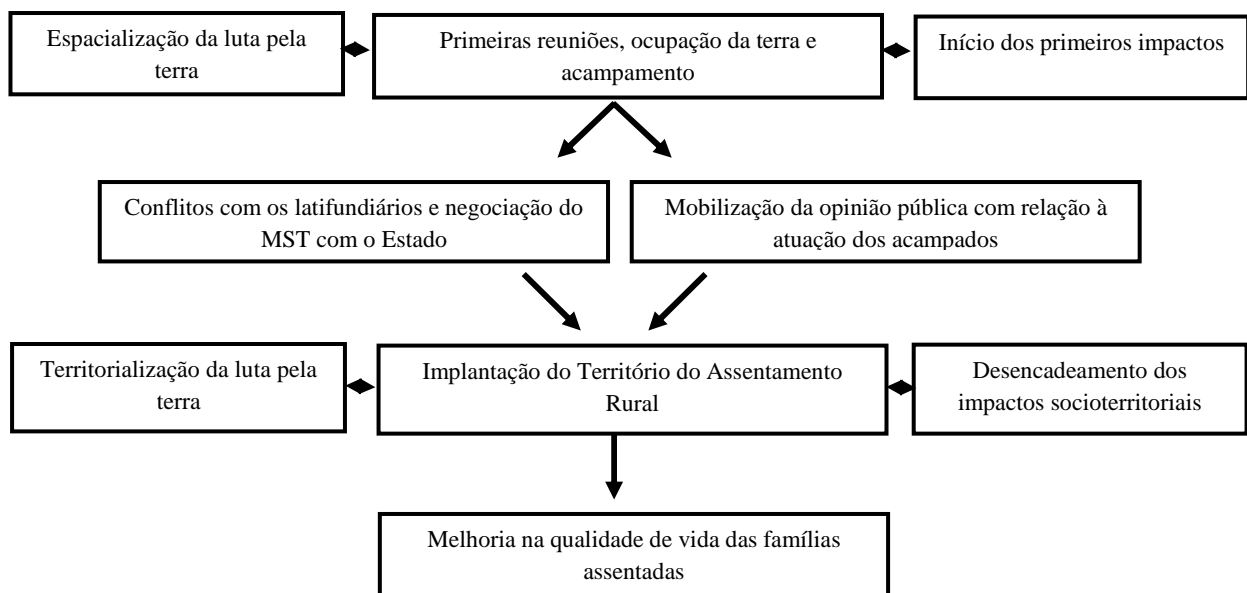 Espacialização da luta pela
terra
Primeiras reuniões, ocupação da terra e
acampamento
Início dos primeiros impactos
Conflitos com os latifundiários e negociação do
MST com o Estado
Mobilização da opinião pública com relação à
atuação dos acampados
Territorialização da luta pela
terra
Implantação do Território do Assentamento
Rural
Desencadeamento dos
impactos socioterritoriais
Melhoria na qualidade de vida das famílias
assentadas